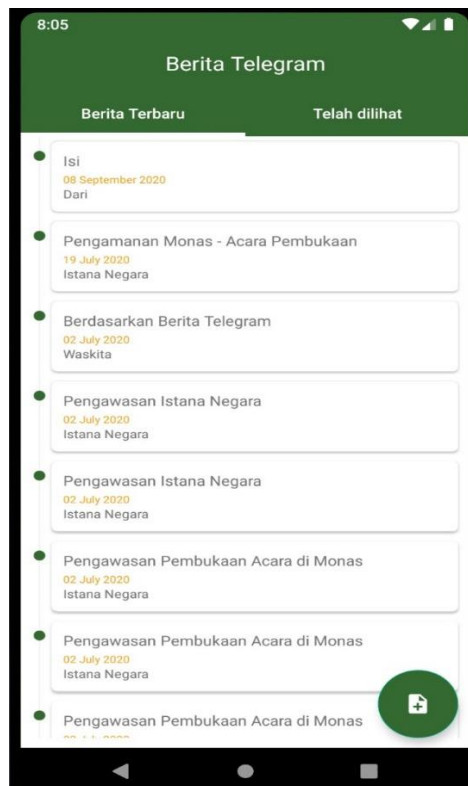 8:05
Berita Telegram
Berita Terbaru
Telah dilihat
Isi
08 September 2020
Dari
Pengamanan Monas - Acara Pembukaan
19 July 2020
Istana Negara
Berdasarkan Berita Telegram
02 July 2020
Waskita
Pengawasan Istana Negara
02 July 2020
Istana Negara
Pengawasan Istana Negara
02 July 2020
Istana Negara
Pengawasan Pembukaan Acara di Monas
02 July 2020
Istana Negara
Pengawasan Pembukaan Acara di Monas
02 July 2020
Istana Negara
Pengawasan Pembukaan Acara di Monas